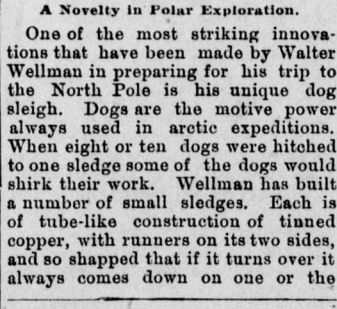 A Novelty in Polar Exploration.
One of the most striking innova-
tions that have been made by Walter
Wellman in preparing for his trip to
the North Pole is his unique dog
sleigh. Dogs are the motive power
always used in arctic expeditions.
When eight or ten dogs were hitched
to one sledge some of the dogs would
shirk their work. Wellman has built
a number of small sledges. Each is
of tube-like construction of tinned
copper, with runners on its two sides,
and so shapped that if it turns over it
always comes down on one or the